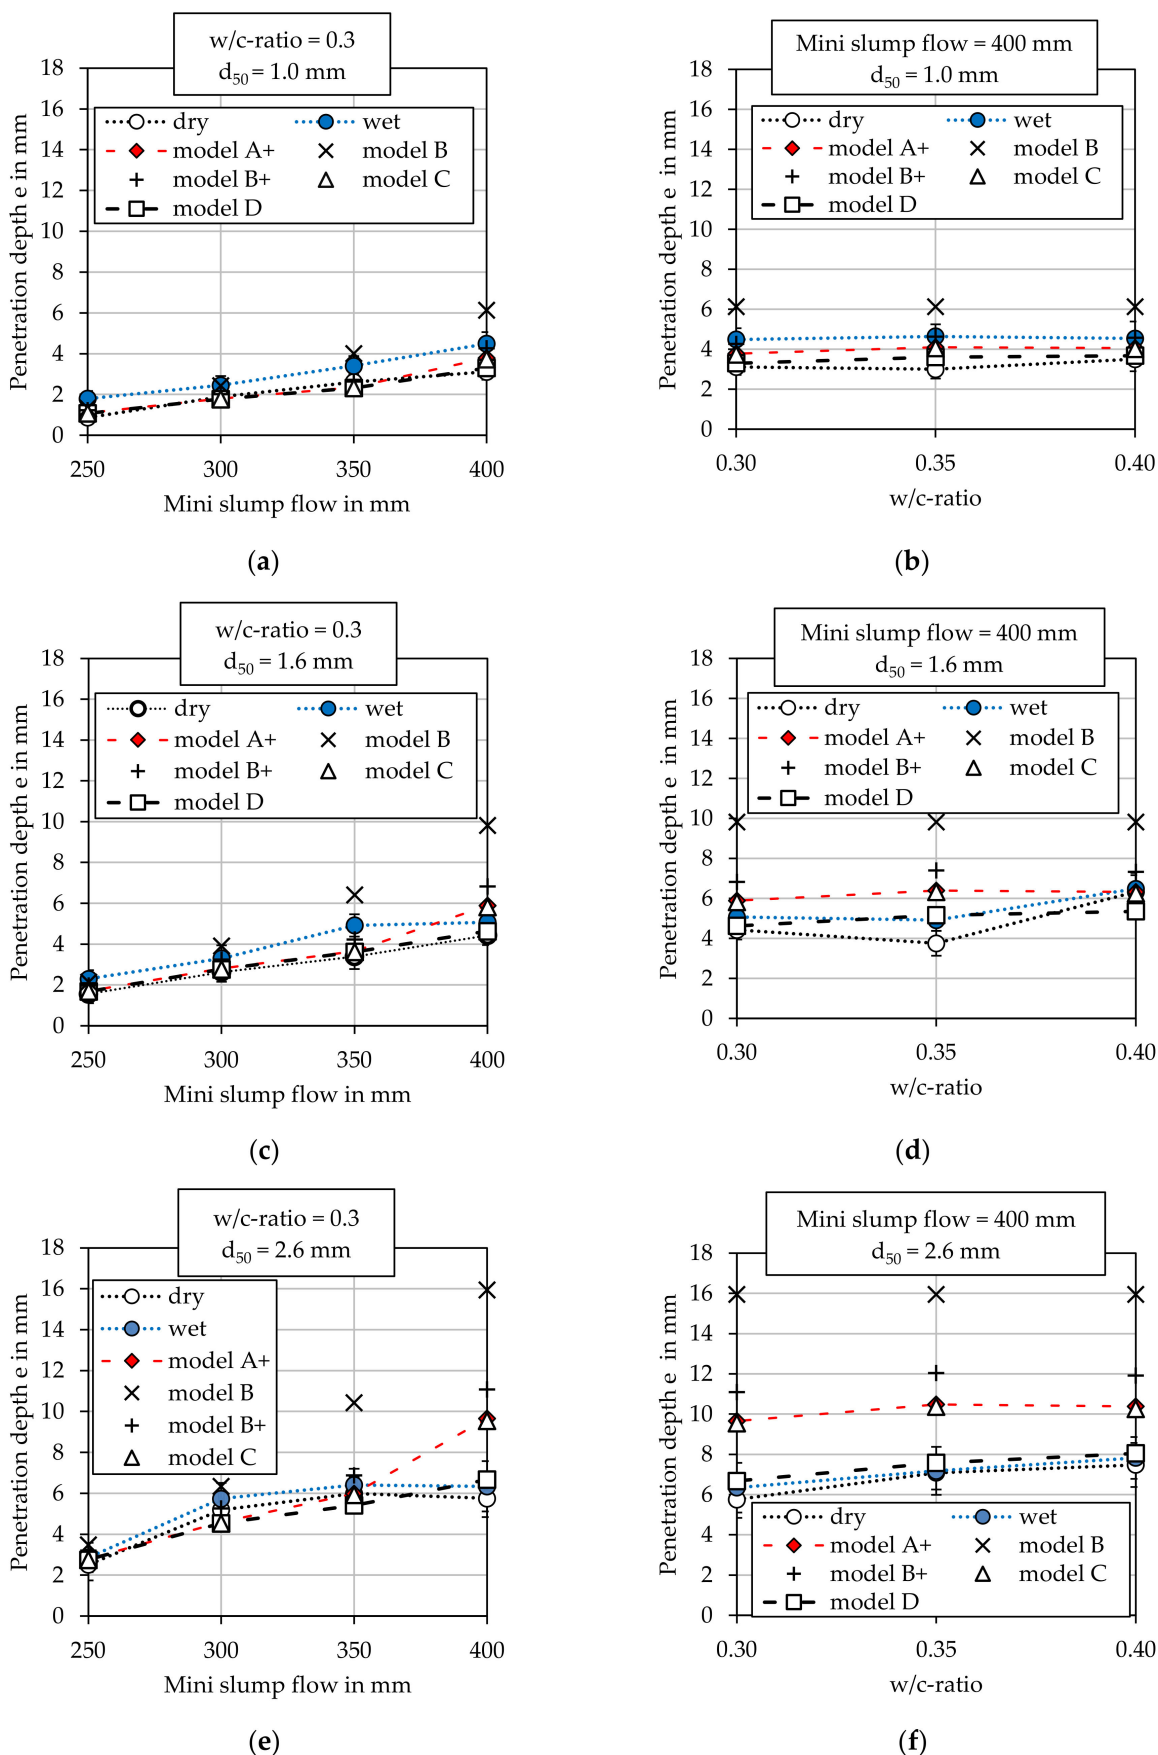 w/c-ratio = 0.3
d50 = 1.0 mm
18
16
14
12
10
8
6
4
2
0
Penetration depth e in mm
dry
wet
model A+
model B
model B+
model C
model D
250
300
350
400
Mini slump flow in mm
(a)
Mini slump flow = 400 mm
d50 = 1.0 mm
18
16
14
12
10
8
6
4
2
0
Penetration depth e in mm
dry
wet
model A+
model B
model B+
model C
model D
0.30
0.35
0.40
w/c-ratio
(b)
w/c-ratio = 0.3
d50 = 1.6 mm
18
16
14
12
10
8
6
4
2
0
Penetration depth e in mm
dry
wet
model A+
model B
model B+
model C
model D
250
300
350
400
Mini slump flow in mm
(c)
Mini slump flow = 400 mm
d50 = 1.6 mm
18
16
14
12
10
8
6
4
2
0
Penetration depth e in mm
dry
wet
model A+
model B
model B+
model C
model D
0.30
0.35
0.40
w/c-ratio
(d)
w/c-ratio = 0.3
d50 = 2.6 mm
18
16
14
12
10
8
6
4
2
0
Penetration depth e in mm
dry
wet
model A+
model B
model B+
model C
250
300
350
400
Mini slump flow in mm
(e)
Mini slump flow = 400 mm
d50 = 2.6 mm
18
16
14
12
10
8
6
4
2
0
Penetration depth e in mm
dry
wet
model A+
model B
model B+
model C
model D
0.30
0.35
0.40
w/c-ratio
(f)